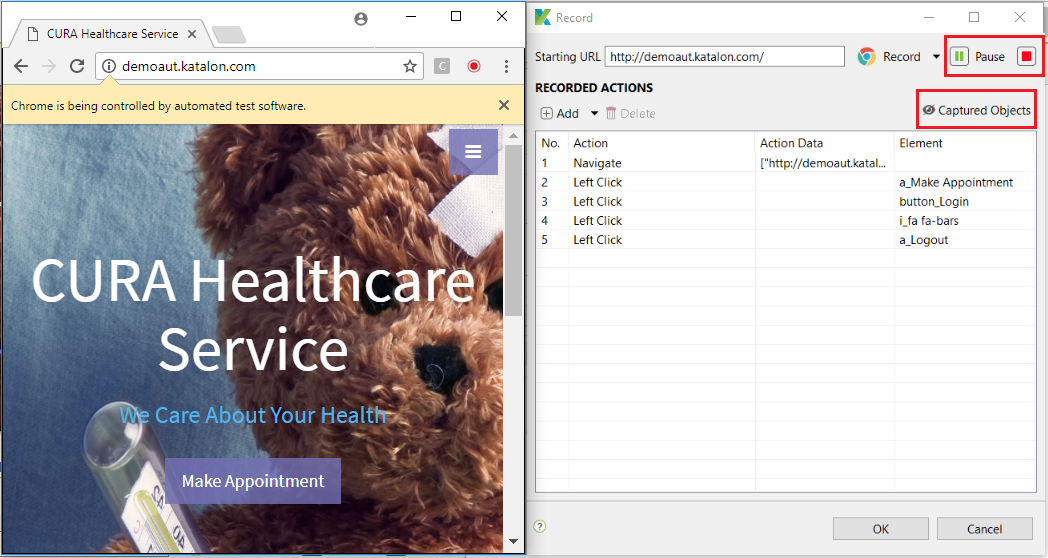 CURA Healthcare Service
demoaut.katalon.com
C
Chrome is being controlled by automated test software.
CURA Healthcare
Service
We Care About Your Health
Make Appointment
Record
Starting URL http://demoaut.katalon.com/ Record Pause
RECORDED ACTIONS
Add Delete Captured Objects
No. Action Action Data Element
1 Navigate ["http://demoaut.katal...
2 Left Click a_Make Appointment
3 Left Click button_Login
4 Left Click i_fa fa-bars
5 Left Click a_Logout
? OK Cancel